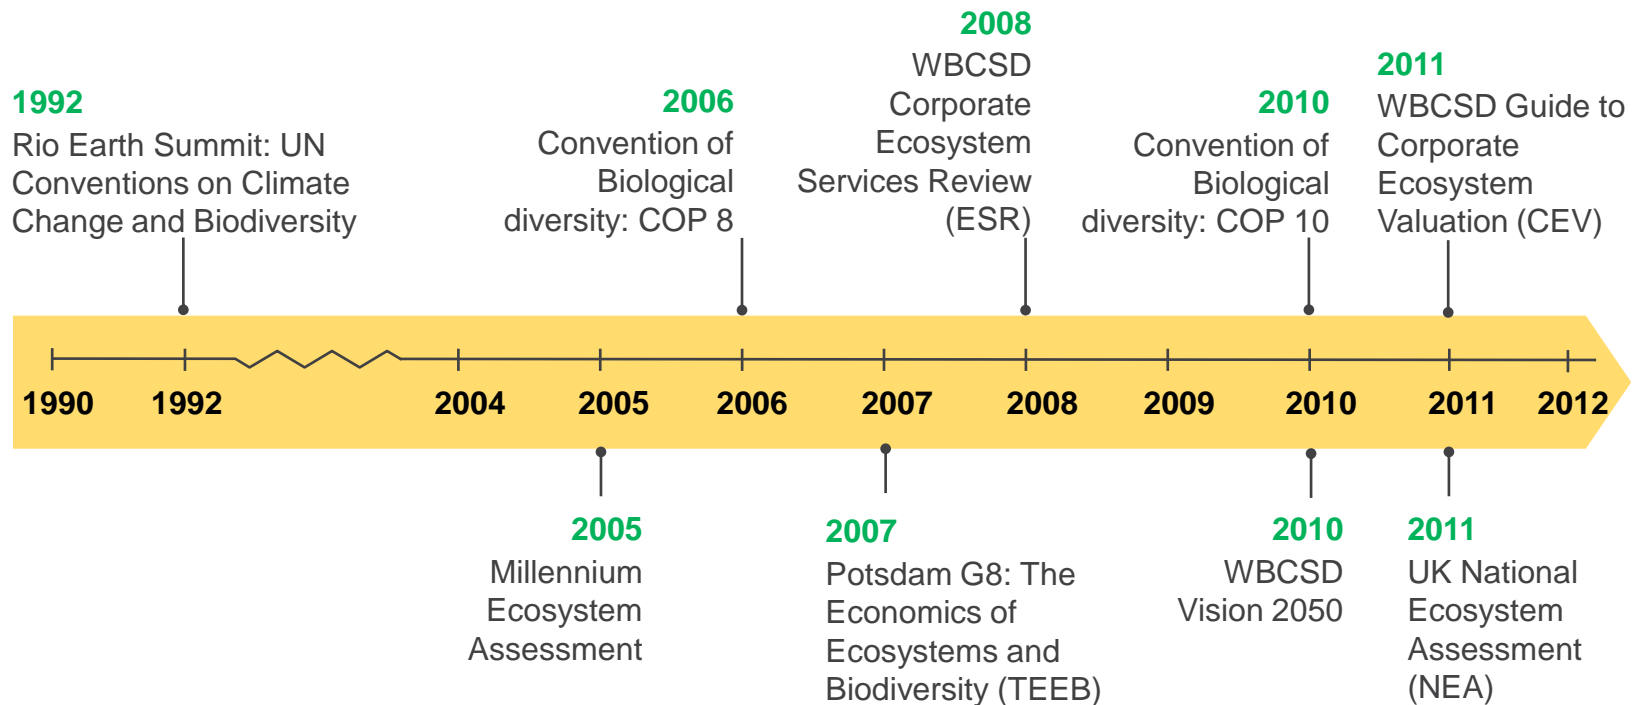 1992
Rio Earth Summit: UN
Conventions on Climate
Change and Biodiversity
2006
Convention of
Biological
diversity: COP 8
2008
WBCSD
Corporate
Ecosystem
Services Review
(ESR)
2010
Convention of
Biological
diversity: COP 10
2011
WBCSD Guide to
Corporate
Ecosystem
Valuation (CEV)
1990 1992 2004 2005 2006 2007 2008 2009 2010 2011 2012
2005
Millennium
Ecosystem
Assessment
2007
Potsdam G8: The
Economics of
Ecosystems and
Biodiversity (TEEB)
2010
WBCSD
Vision 2050
2011
UK National
Ecosystem
Assessment
(NEA)